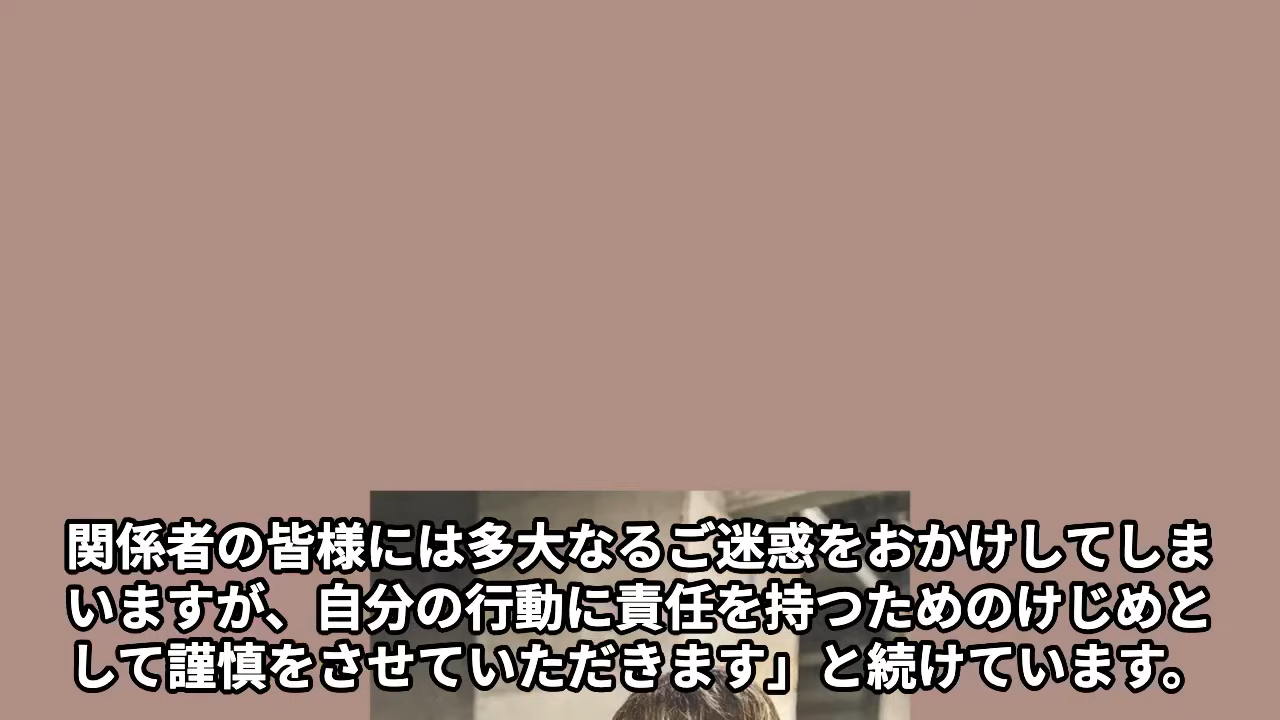 関係者の皆様には多大なるご迷惑をおかけしてしま
いますが、自分の行動に責任を持つためのけじめと
して謹慎をさせていただきます」と続けています。